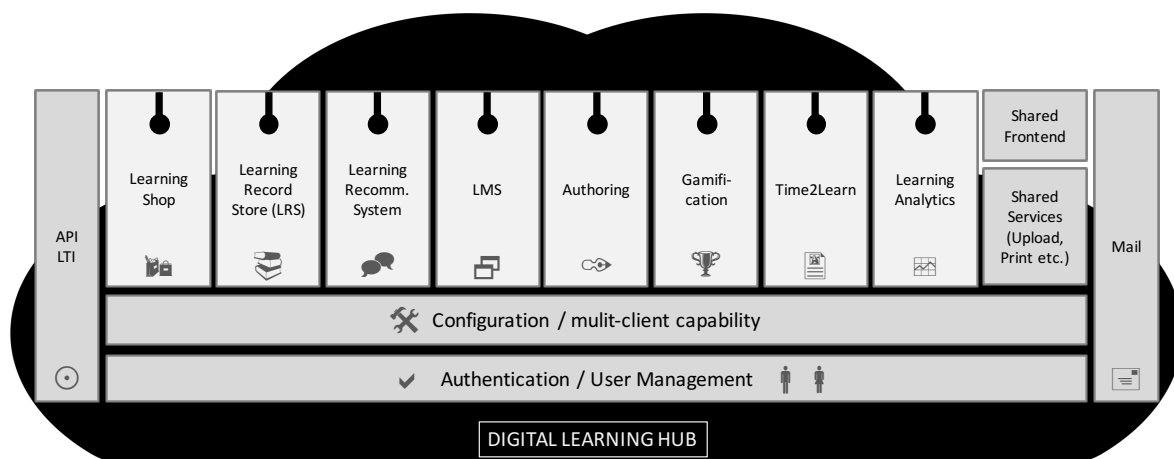 API
LTI
Learning
Shop
Learning
Record
Store (LRS)
Learning
Recomm.
System
LMS
Authoring
Gamifi-
cation
Time2Learn
Learning
Analytics
Shared
Frontend
Shared
Services
(Upload,
Print etc.)
Mail
Configuration / mulit-client capability
Authentication / User Management
DIGITAL LEARNING HUB